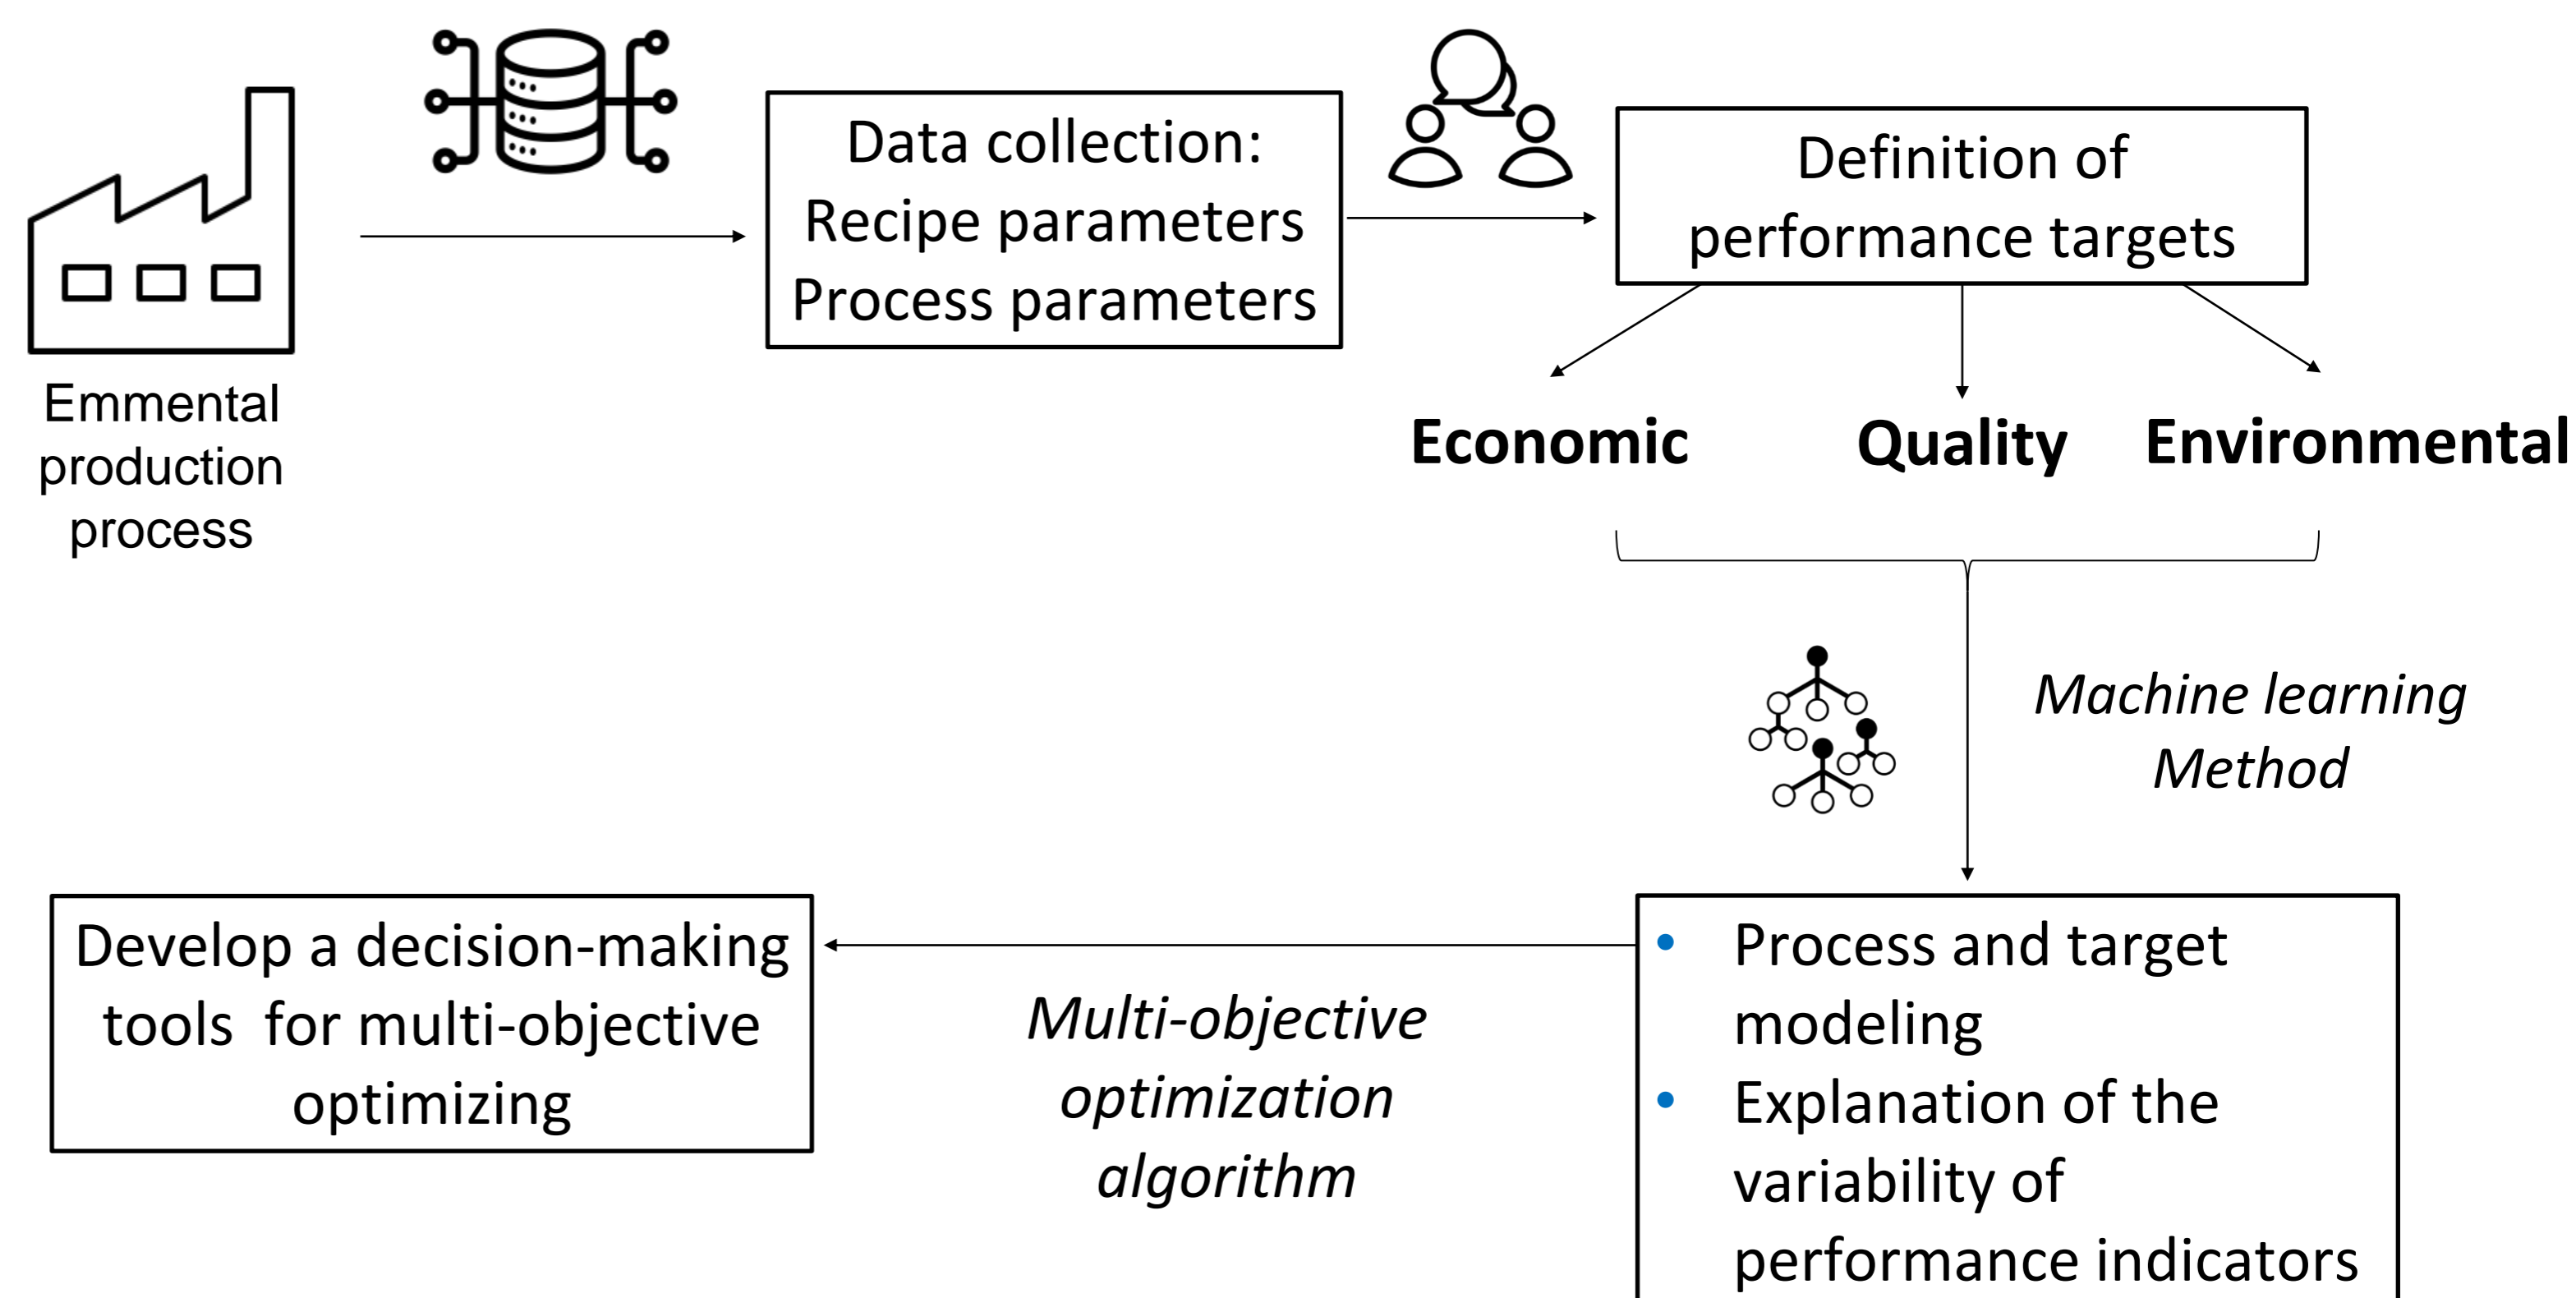 Emmental
production
process
Data collection:
Recipe parameters
Process parameters
Definition of
performance targets
Economic
Quality
Environmental
Machine learning
Method
• Process and target
modeling
• Explanation of the
variability of
performance indicators
Multi-objective
optimization
algorithm
Develop a decision-making
tools for multi-objective
optimizing